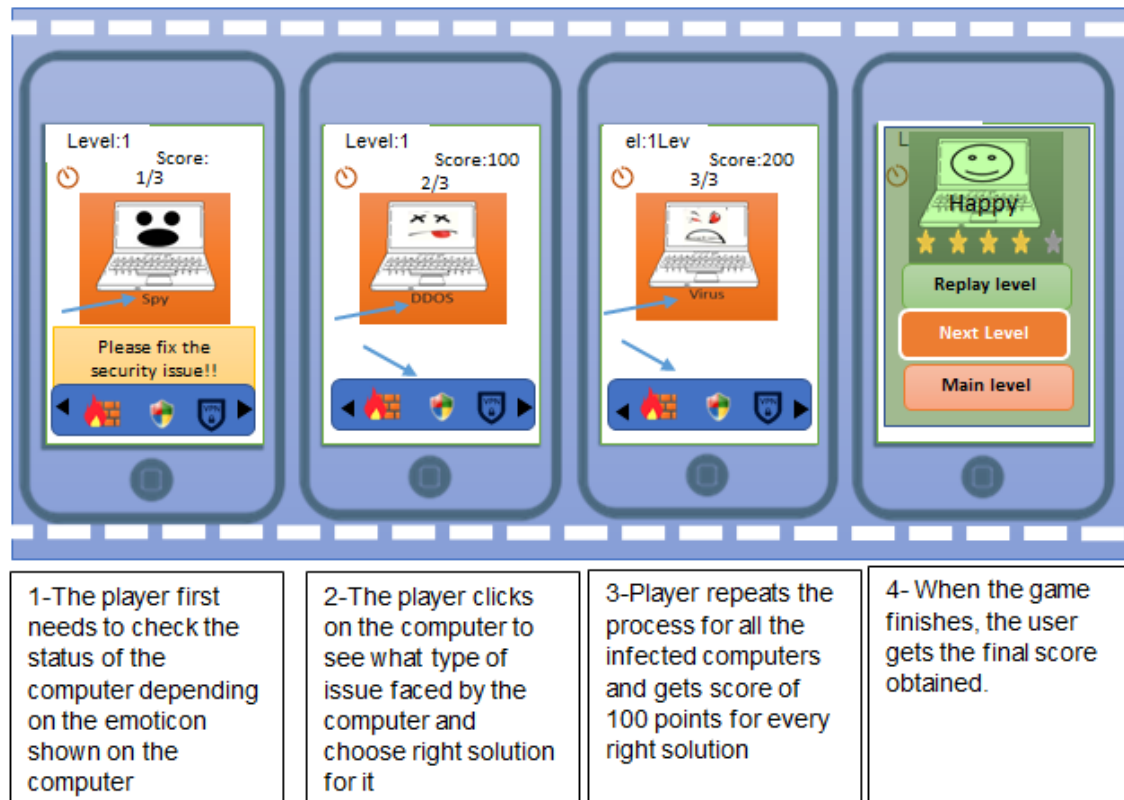 Level:1
Score:
1/3
Spy
Please fix the
security issue!!
VPN
Level:1
Score:100
2/3
DDOS
VPN
el:1Lev
Score:200
3/3
Virus
VPN
L
Happy
Replay level
Next Level
Main level
1-The player first
needs to check the
status of the
computer depending
on the emoticon
shown on the
computer
2-The player clicks
on the computer to
see what type of
issue faced by the
computer and
choose right solution
for it
3-Player repeats the
process for all the
infected computers
and gets score of
100 points for every
right solution
4- When the game
finishes, the user
gets the final score
obtained.